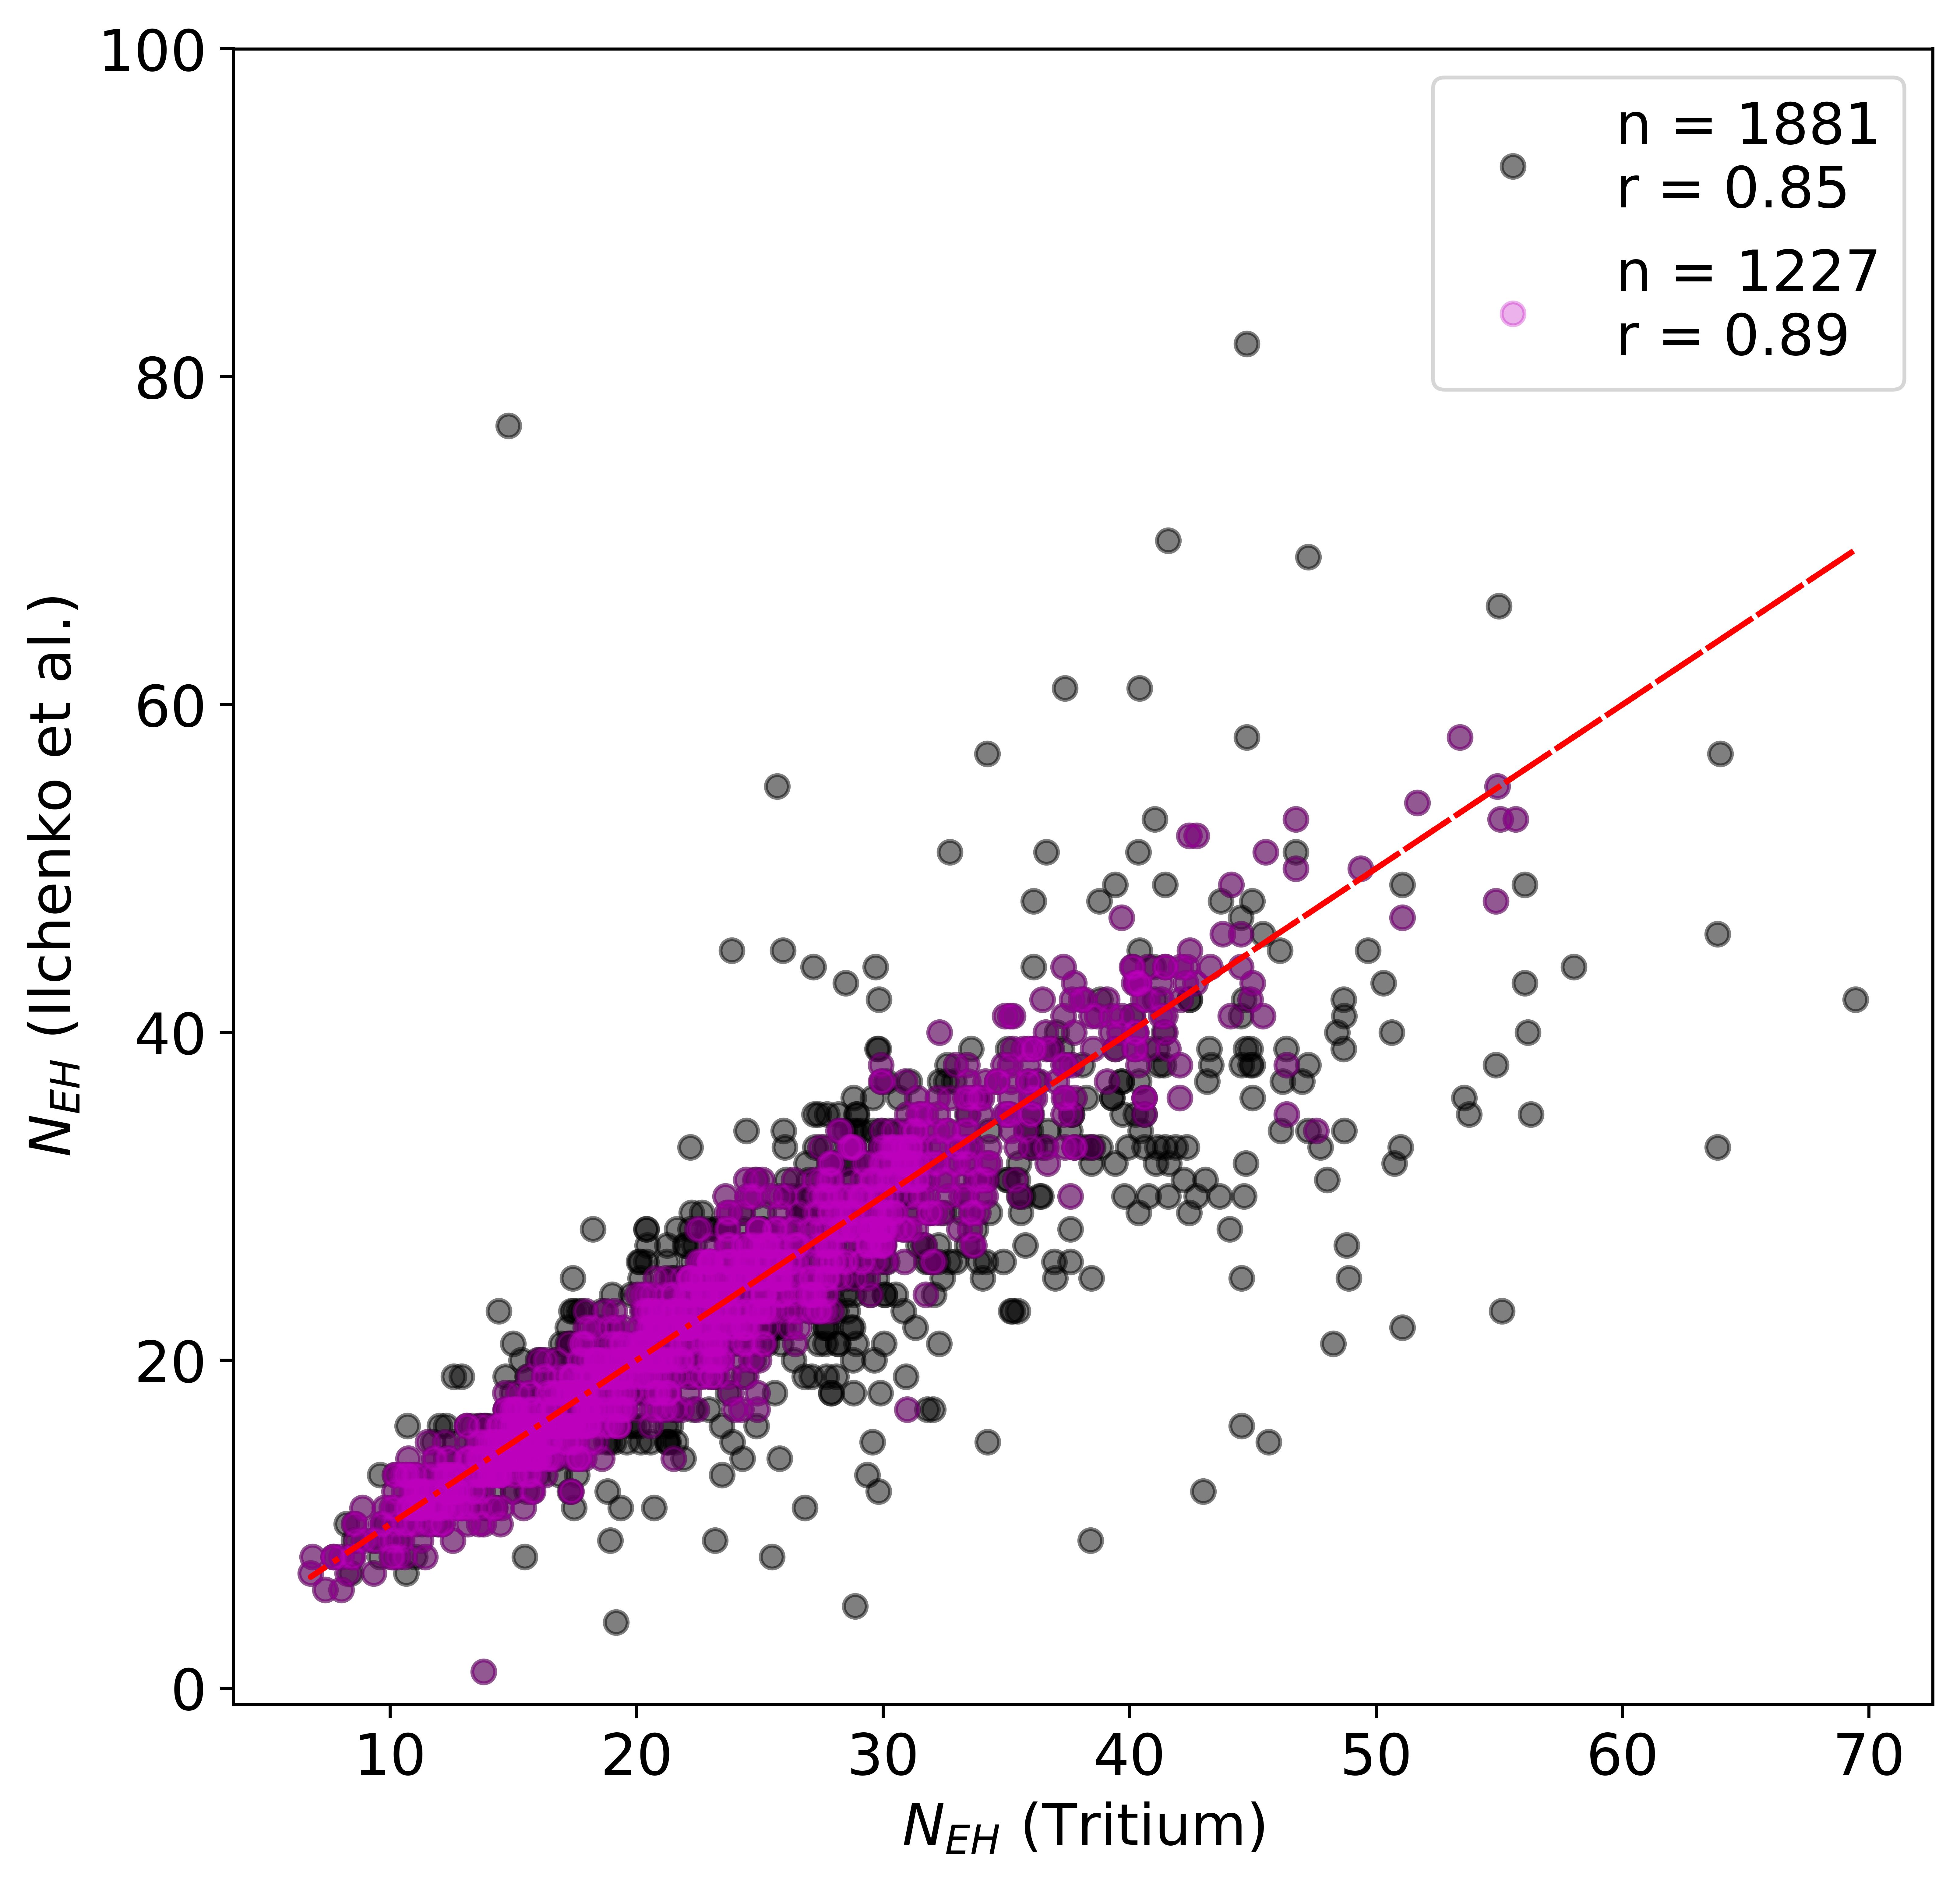 100
80
60
40
20
0
N_EH (Ilchenko et al.)
n = 1881
r = 0.85
n = 1227
r = 0.89
10 20 30 40 50 60 70
N_EH (Tritium)